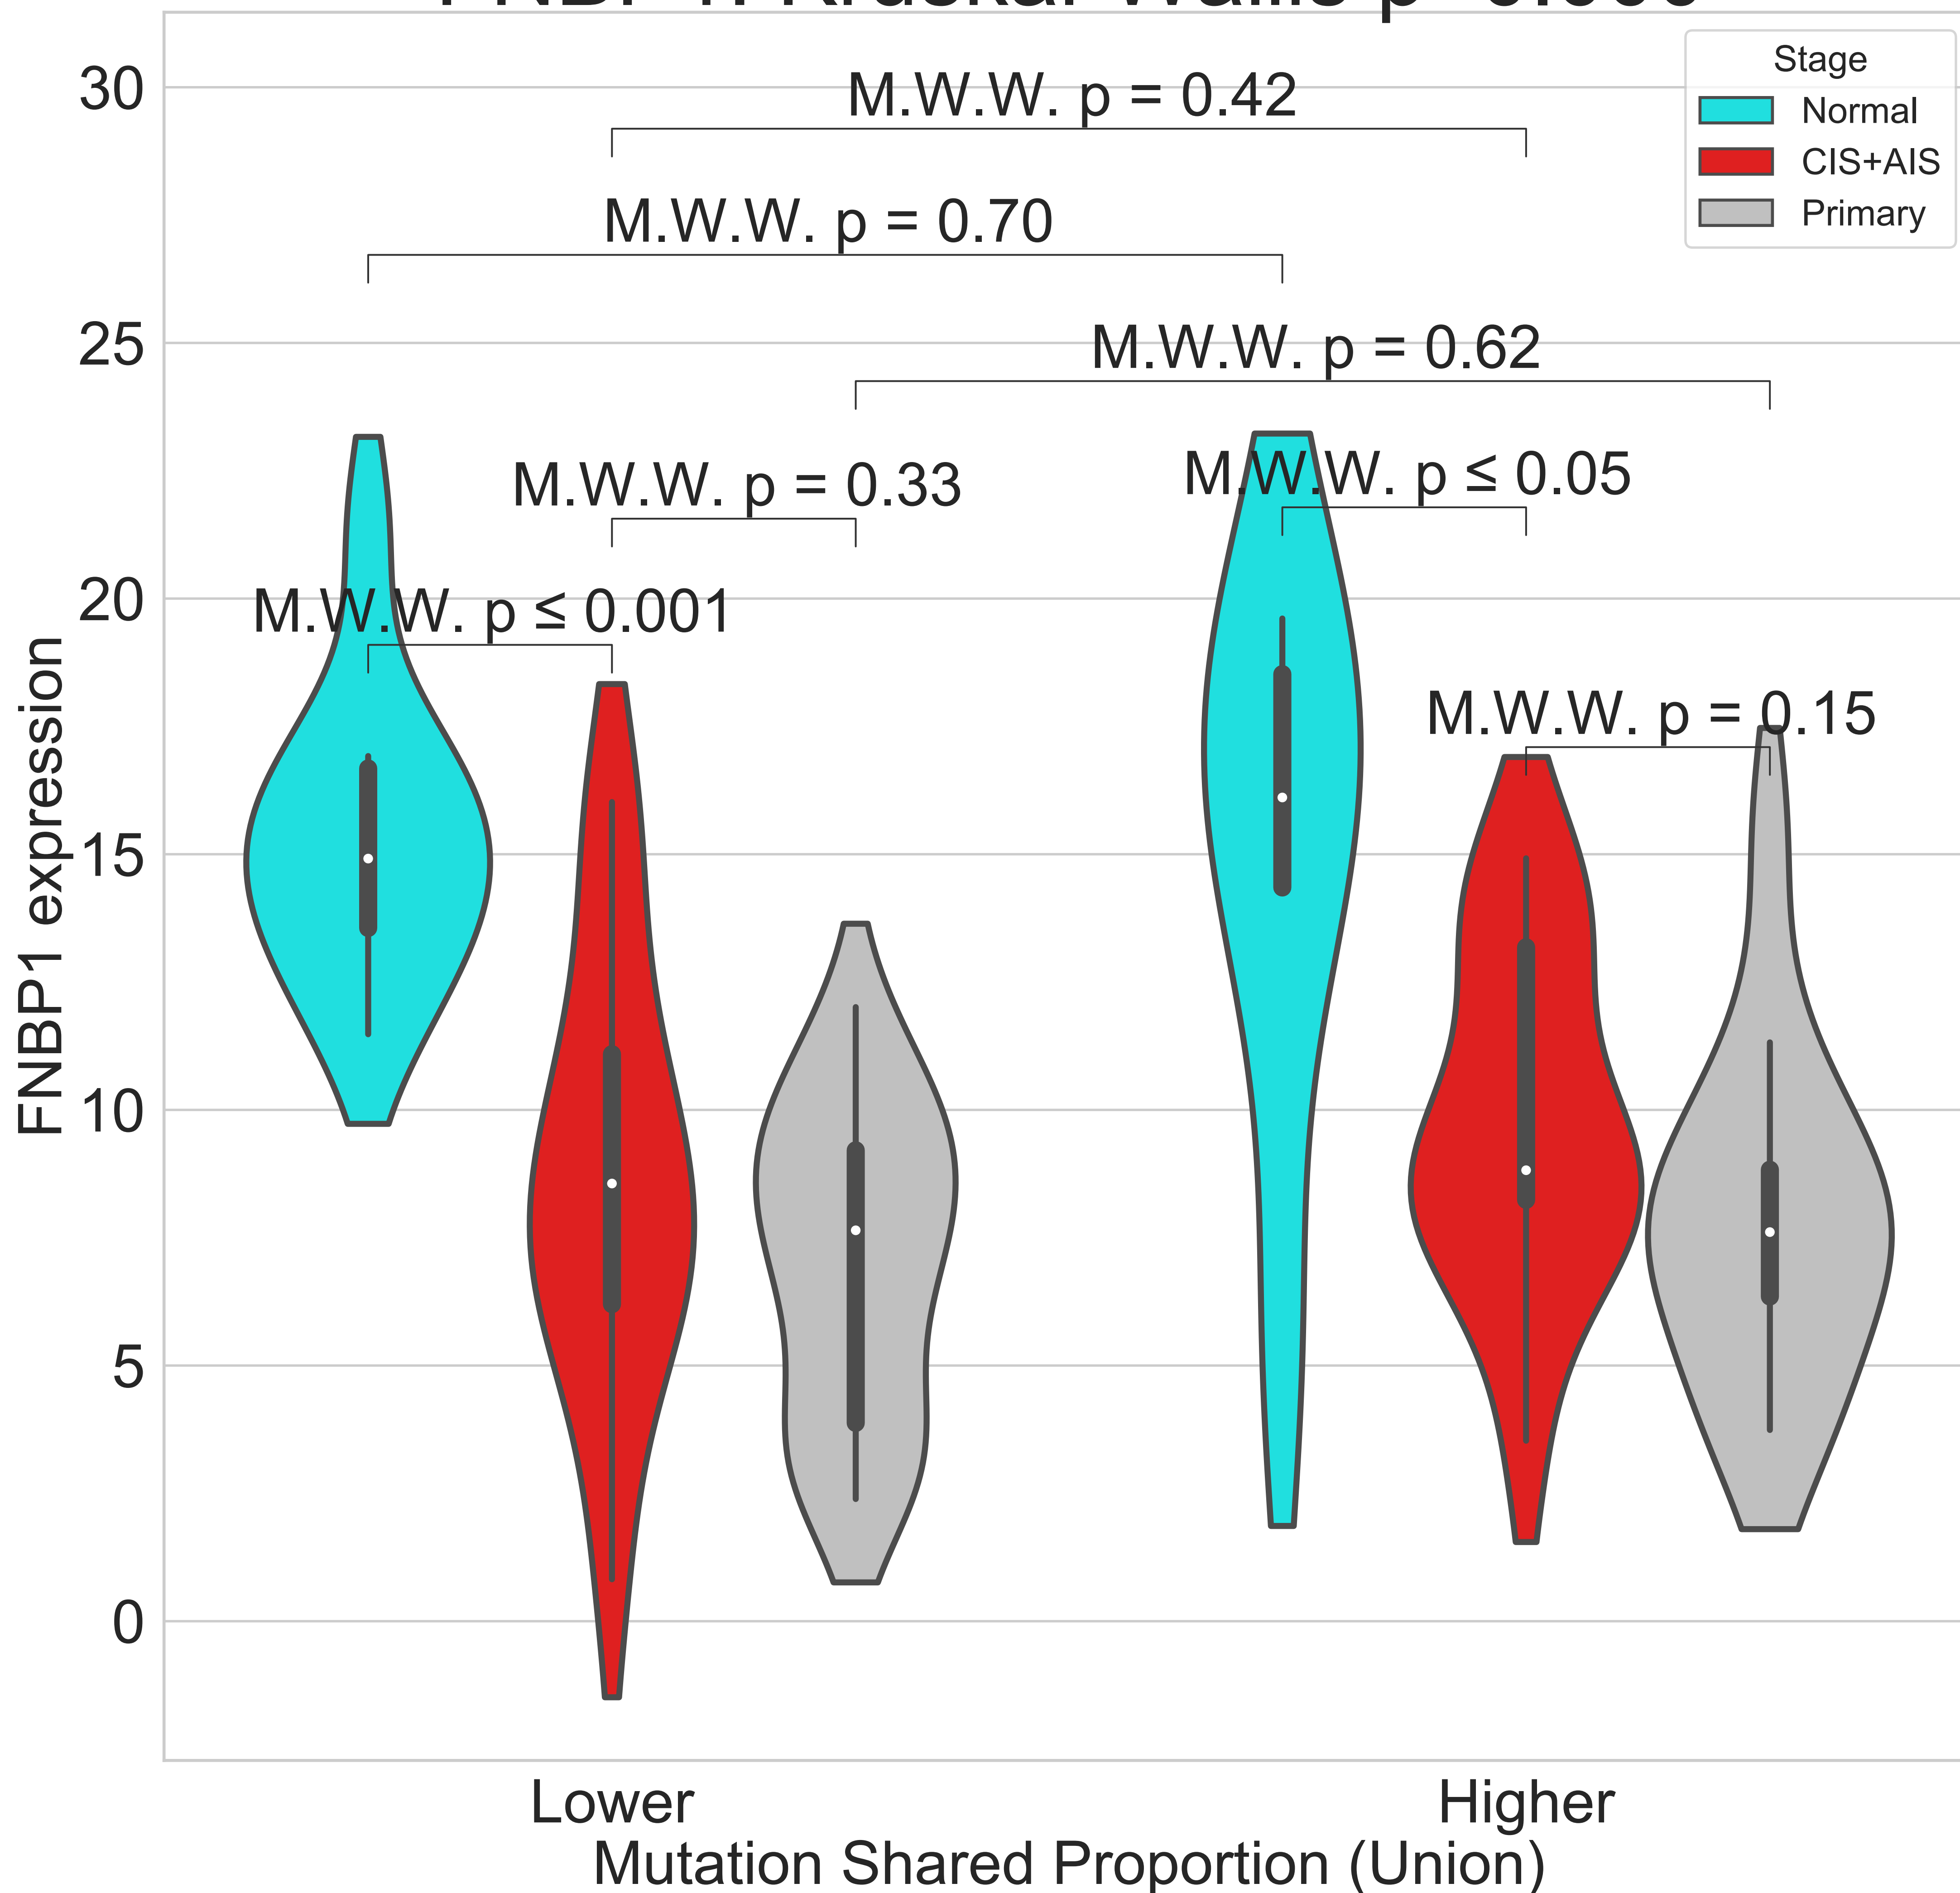 30
25
20
15
10
5
0
FNBP1 expression
M.W.W. p = 0.42
M.W.W. p = 0.70
M.W.W. p = 0.62
M.W.W. p = 0.33
M.W.W. p ≤ 0.05
M.W.W. p ≤ 0.001
M.W.W. p = 0.15
Stage
Normal
CIS+AIS
Primary
Lower
Higher
Mutation Shared Proportion (Union)